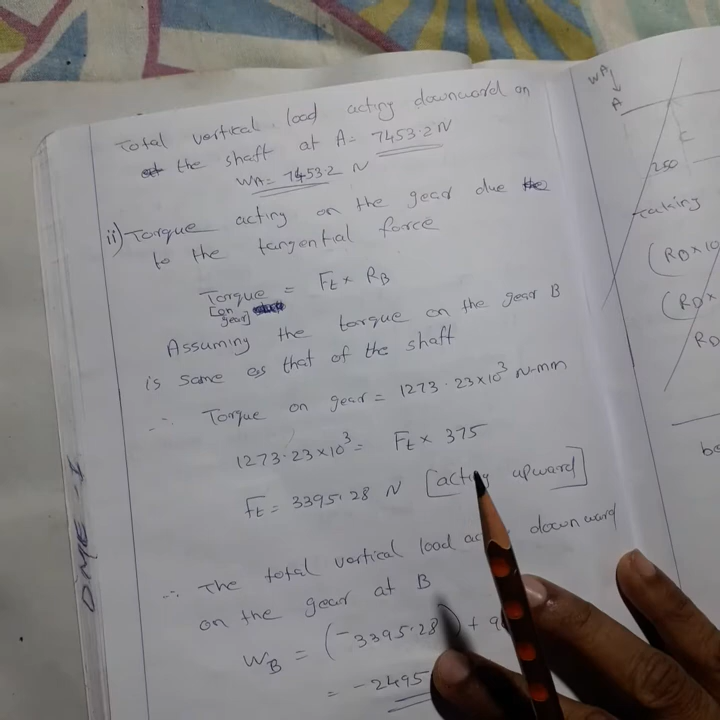 Total vertical load acting downward on
the shaft at A = 7453.2 N
WA = 7453.2 N
ii) Torque acting on the gear due
to the tangential force
Torque = Ft × RB
[on gear]
Assuming the torque on the gear B
is same as that of the shaft
∴ Torque on gear = 1273.23×10³ N-mm
1273.23×10³ = Ft × 375
Ft = 3395.28 N [acting upward]
∴ The total vertical load downward
on the gear at B
WB = (-3395.28) +
= -2495
DME-I
WA
A
C
250
Taking
(RD×10
(RD×
RD